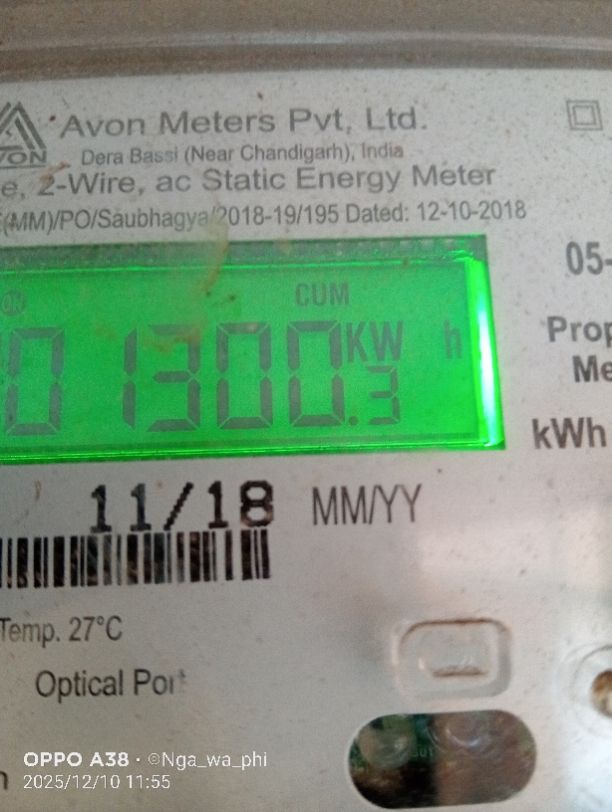 Avon Meters Pvt, Ltd.
VON
Dera Bassi (Near Chandigarh), India
e, 2-Wire, ac Static Energy Meter
(MM)/PO/Saubhagya/2018-19/195 Dated: 12-10-2018
05-
ON
CUM
01300.3 KW h
Prop
Me
kWh
11/18 MM/YY
Temp. 27°C
Optical Port
OPPO A38 · ©Nga_wa_phi
2025/12/10 11:55